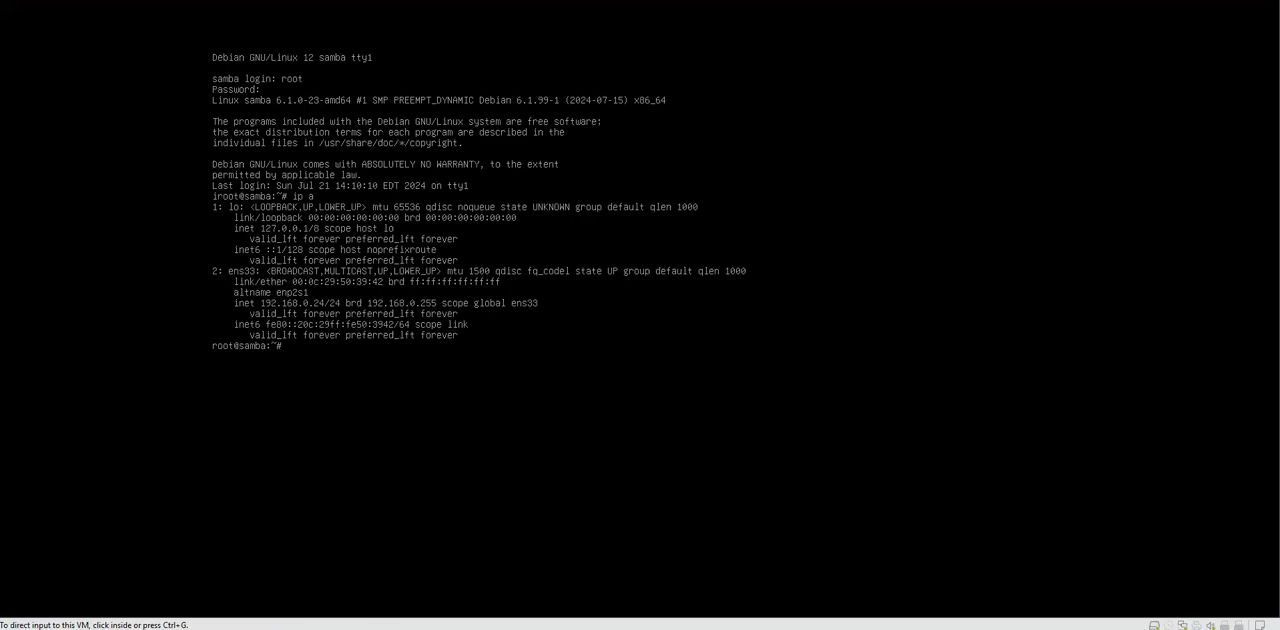 Debian GNU/Linux 12 samba tty1
samba login: root
Password:
Linux samba 6.1.0-23-amd64 #1 SMP PREEMPT_DYNAMIC Debian 6.1.99-1 (2024-07-15) x86_64
The programs included with the Debian GNU/Linux system are free software;
the exact distribution terms for each program are described in the
individual files in /usr/share/doc/*/copyright.
Debian GNU/Linux comes with ABSOLUTELY NO WARRANTY, to the extent
permitted by applicable law.
Last login: Sun Jul 21 14:10:10 EDT 2024 on tty1
iroot@samba:~# ip a
1: lo: <LOOPBACK,UP,LOWER_UP> mtu 65536 qdisc noqueue state UNKNOWN group default qlen 1000
link/loopback 00:00:00:00:00:00 brd 00:00:00:00:00:00
inet 127.0.0.1/8 scope host lo
valid_lft forever preferred_lft forever
inet6 ::1/128 scope host noprefixroute
valid_lft forever preferred_lft forever
2: ens33: <BROADCAST,MULTICAST,UP,LOWER_UP> mtu 1500 qdisc fq_codel state UP group default qlen 1000
link/ether 00:0c:29:50:39:42 brd ff:ff:ff:ff:ff:ff
altname enp2s1
inet 192.168.0.24/24 brd 192.168.0.255 scope global ens33
valid_lft forever preferred_lft forever
inet6 fe80::20c:29ff:fe50:3942/64 scope link
valid_lft forever preferred_lft forever
root@samba:~#
To direct input to this VM, click inside or press Ctrl+G.